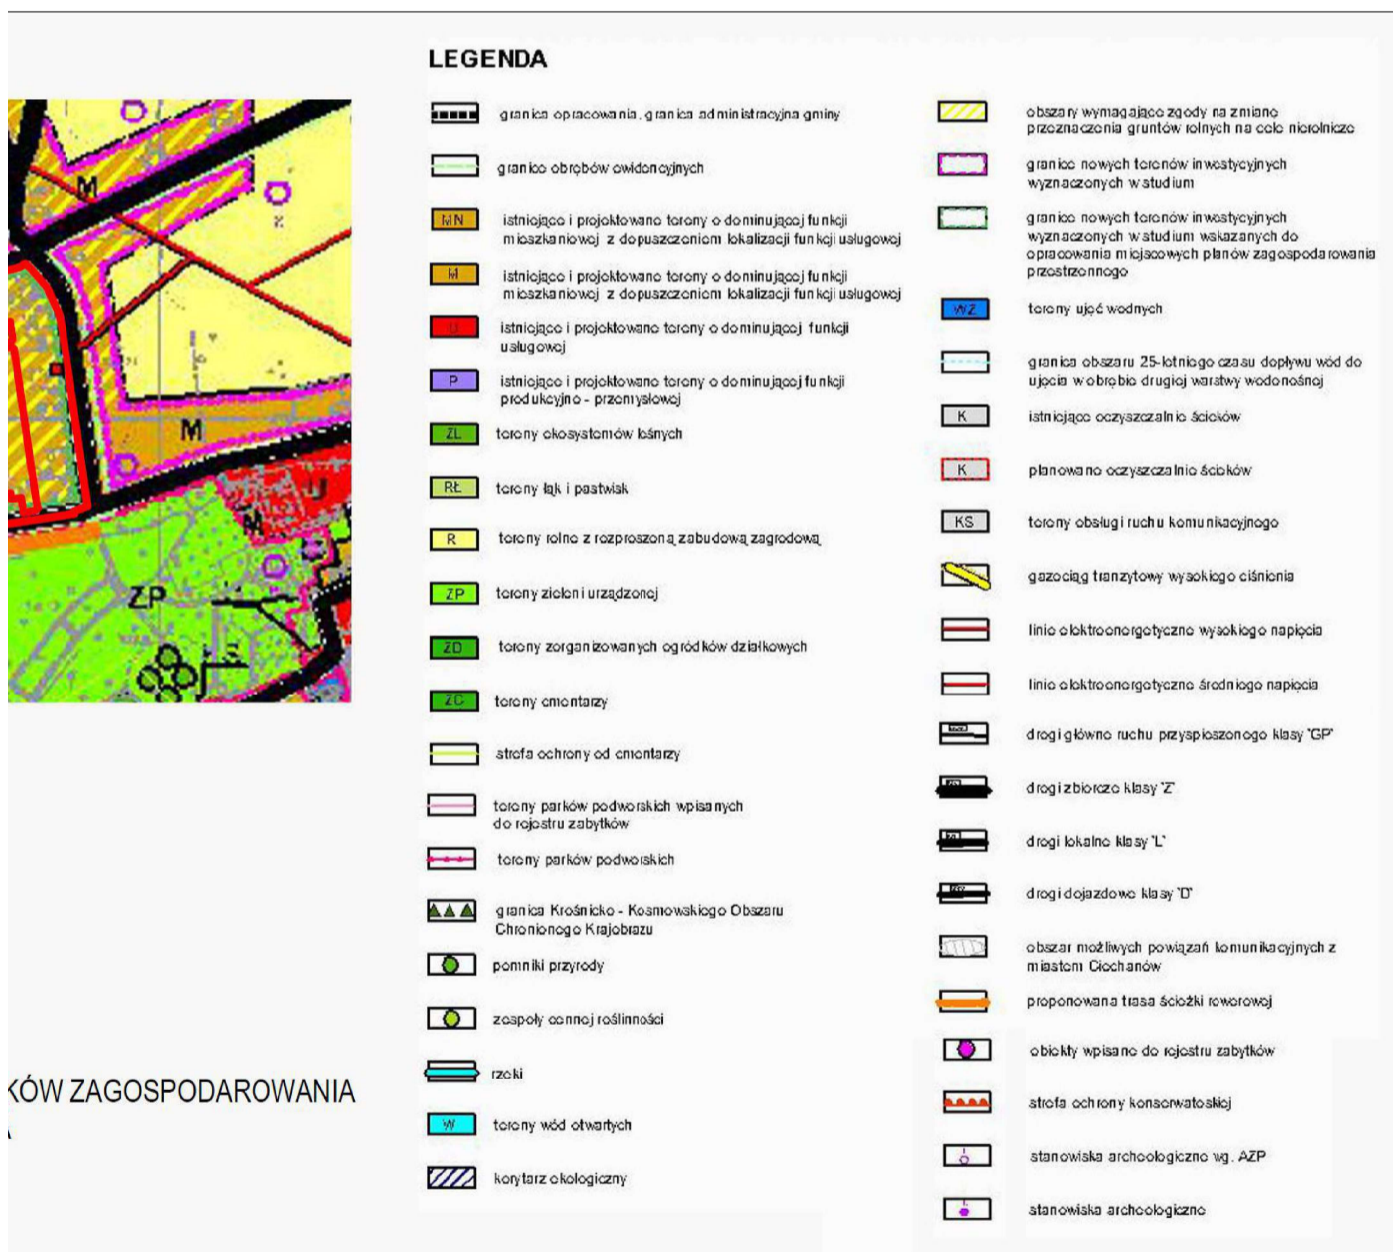 LEGENDA
granica opracowania, granica administracyjna gminy
granice obrębów ewidencyjnych
MN
istniejące i projektowane tereny o dominującej funkcji
mieszkaniowej z dopuszczeniem lokalizacji funkcji usługowej
M
istniejące i projektowane tereny o dominującej funkcji
mieszkaniowej z dopuszczeniem lokalizacji funkcji usługowej
U
istniejące i projektowane tereny o dominującej funkcji
usługowej
P
istniejące i projektowane tereny o dominującej funkcji
produkcyjno - przemysłowej
ZL
tereny ekosystemów leśnych
RŁ
tereny łąk i pastwisk
R
tereny rolne z rozproszoną zabudową zagrodową
ZP
tereny zieleni urządzonej
ZD
tereny zorganizowanych ogródków działkowych
ZC
tereny cmentarzy
strefa ochrony od cmentarzy
tereny parków podworskich wpisanych
do rejestru zabytków
tereny parków podworskich
granica Krośnicko - Kosmowskiego Obszaru
Chronionego Krajobrazu
pomniki przyrody
zespoły cennej roślinności
rzeki
W
tereny wód otwartych
korytarz ekologiczny
obszary wymagające zgody na zmianę
przeznaczenia gruntów rolnych na cele nierolnicze
granice nowych terenów inwestycyjnych
wyznaczonych w studium
granice nowych terenów inwestycyjnych
wyznaczonych w studium wskazanych do
opracowania miejscowych planów zagospodarowania
przestrzennego
WZ
tereny ujęć wodnych
granica obszaru 25-letniego czasu dopływu wód do
ujęcia w obrębie drugiej warstwy wodonośnej
K
istniejące oczyszczalnie ścieków
K
planowane oczyszczalnie ścieków
KS
tereny obsługi ruchu komunikacyjnego
gazociąg tranzytowy wysokiego ciśnienia
linie elektroenergetyczne wysokiego napięcia
linie elektroenergetyczne średniego napięcia
drogi główne ruchu przyspieszonego klasy "GP"
drogi zbiorcze klasy "Z"
drogi lokalne klasy "L"
drogi dojazdowe klasy "D"
obszar możliwych powiązań komunikacyjnych z
miastem Ciechanów
proponowana trasa ścieżki rowerowej
obiekty wpisane do rejestru zabytków
strefa ochrony konserwatoskiej
stanowiska archeologiczne wg. AZP
stanowiska archeologiczne
M
M
U
M
ZP
KÓW ZAGOSPODAROWANIA